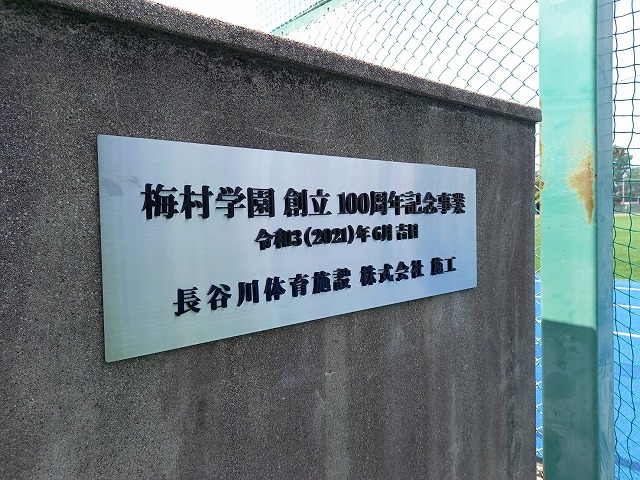 梅村学園 創立 100周年記念事業
令和3(2021)年 6月 吉日
長谷川体育施設 株式会社 施工